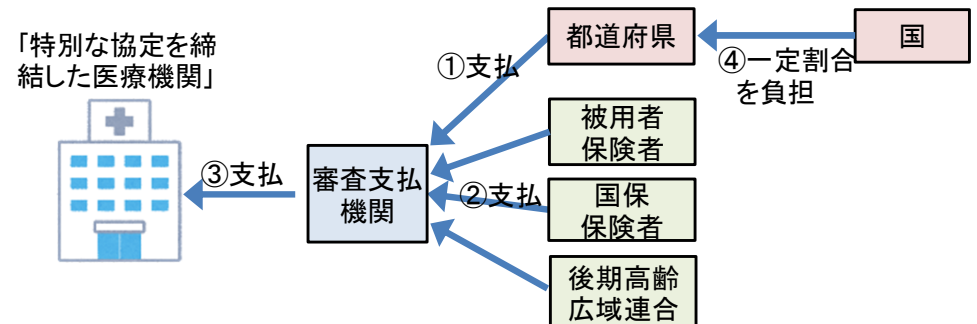 「特別な協定を締
結した医療機関」
都道府県
国
①支払
④一定割合
を負担
被用者
保険者
③支払
審査支払
機関
②支払
国保
保険者
後期高齢
広域連合